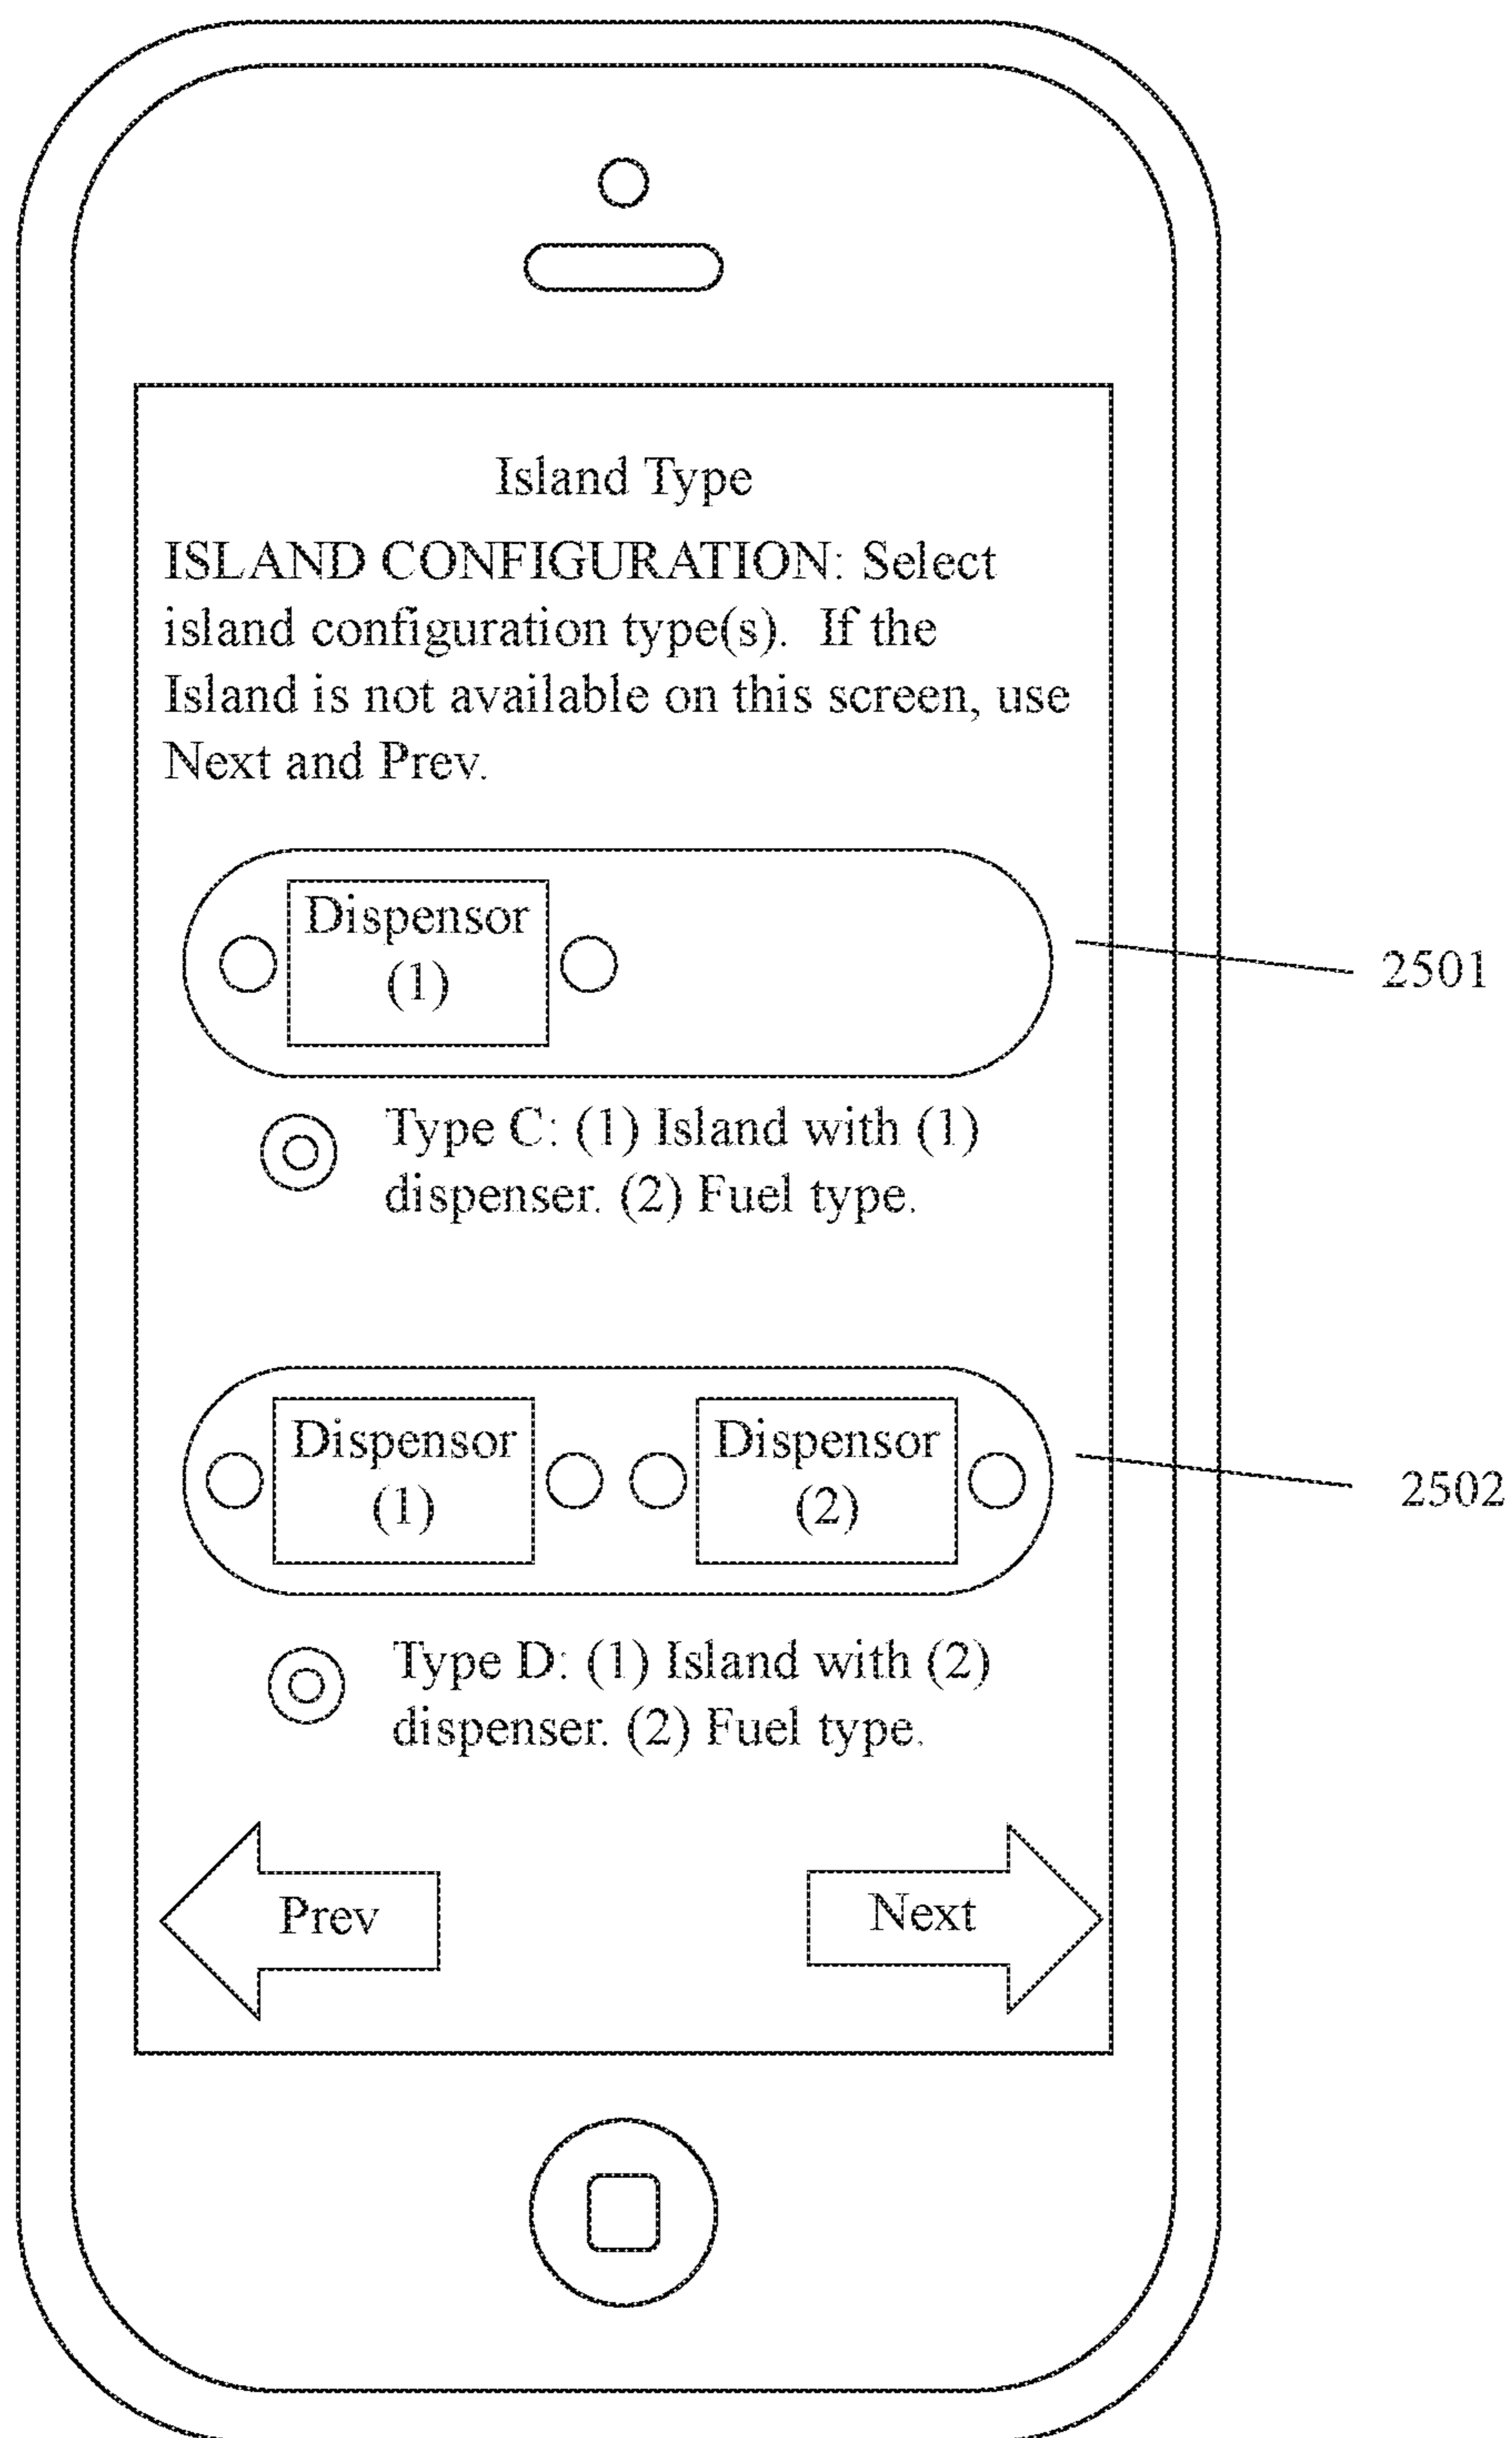 Island Type
ISLAND CONFIGURATION: Select
island configuration type(s).  If the
Island is not available on this screen, use
Next and Prev.
Dispensor
(1)
2501
Type C: (1) Island with (1)
dispenser. (2) Fuel type.
Dispensor
(1)
Dispensor
(2)
2502
Type D: (1) Island with (2)
dispenser. (2) Fuel type.
Prev
Next